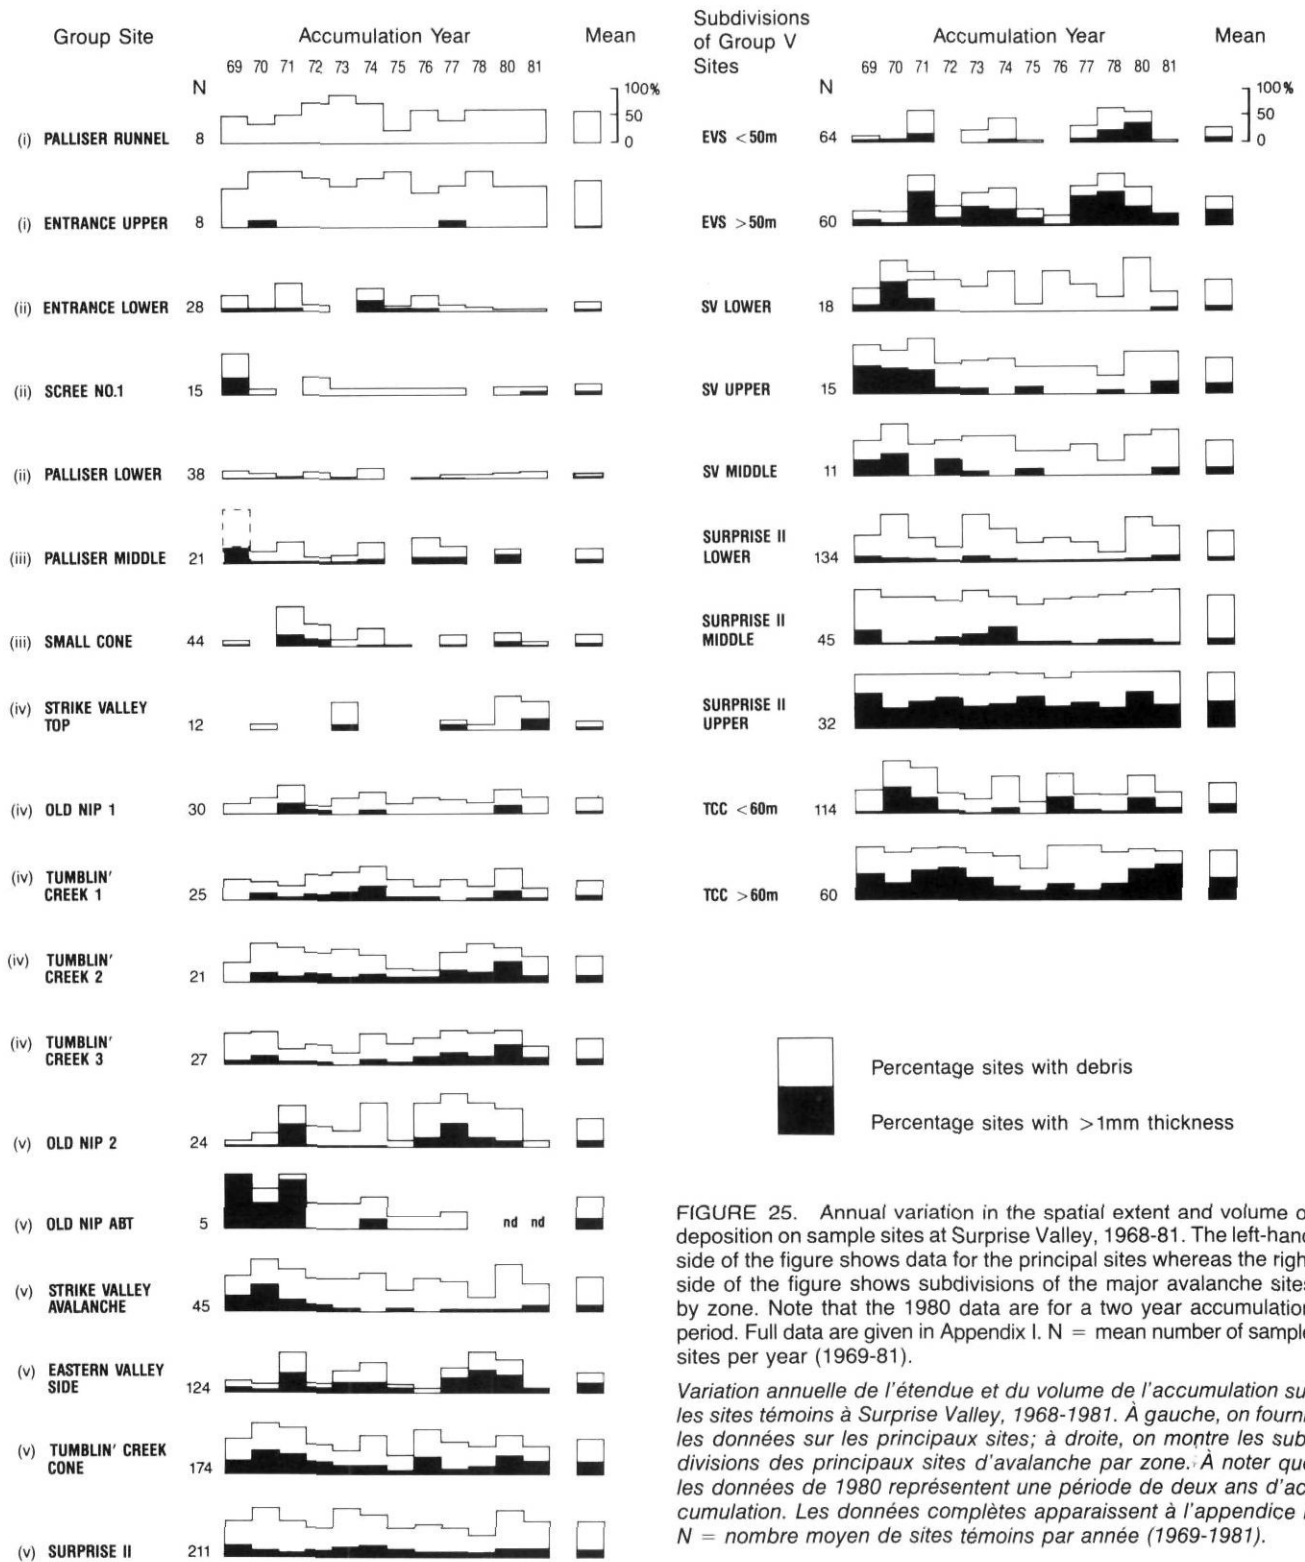 Group Site
Accumulation Year
Mean
N
69 70 71 72 73 74 75 76 77 78 80 81
100%
50
0
(i) PALLISER RUNNEL 8
(i) ENTRANCE UPPER 8
(ii) ENTRANCE LOWER 28
(ii) SCREE NO.1 15
(ii) PALLISER LOWER 38
(iii) PALLISER MIDDLE 21
(iii) SMALL CONE 44
(iv) STRIKE VALLEY
TOP 12
(iv) OLD NIP 1 30
(iv) TUMBLIN'
CREEK 1 25
(iv) TUMBLIN'
CREEK 2 21
(iv) TUMBLIN'
CREEK 3 27
(v) OLD NIP 2 24
(v) OLD NIP ABT 5 nd nd
(v) STRIKE VALLEY
AVALANCHE 45
(v) EASTERN VALLEY
SIDE 124
(v) TUMBLIN' CREEK
CONE 174
(v) SURPRISE II 211
Subdivisions
of Group V
Sites
Accumulation Year
Mean
N
69 70 71 72 73 74 75 76 77 78 80 81
100%
50
0
EVS <50m 64
EVS >50m 60
SV LOWER 18
SV UPPER 15
SV MIDDLE 11
SURPRISE II
LOWER 134
SURPRISE II
MIDDLE 45
SURPRISE II
UPPER 32
TCC <60m 114
TCC >60m 60
Percentage sites with debris
Percentage sites with >1mm thickness
FIGURE 25. Annual variation in the spatial extent and volume o
deposition on sample sites at Surprise Valley, 1968-81. The left-hand
side of the figure shows data for the principal sites whereas the righ
side of the figure shows subdivisions of the major avalanche sites
by zone. Note that the 1980 data are for a two year accumulation
period. Full data are given in Appendix I. N = mean number of sample
sites per year (1969-81).
Variation annuelle de l'étendue et du volume de l'accumulation su
les sites témoins à Surprise Valley, 1968-1981. À gauche, on fourni
les données sur les principaux sites; à droite, on montre les sub
divisions des principaux sites d'avalanche par zone. À noter que
les données de 1980 représentent une période de deux ans d'ac
cumulation. Les données complètes apparaissent à l'appendice I
N = nombre moyen de sites témoins par année (1969-1981).